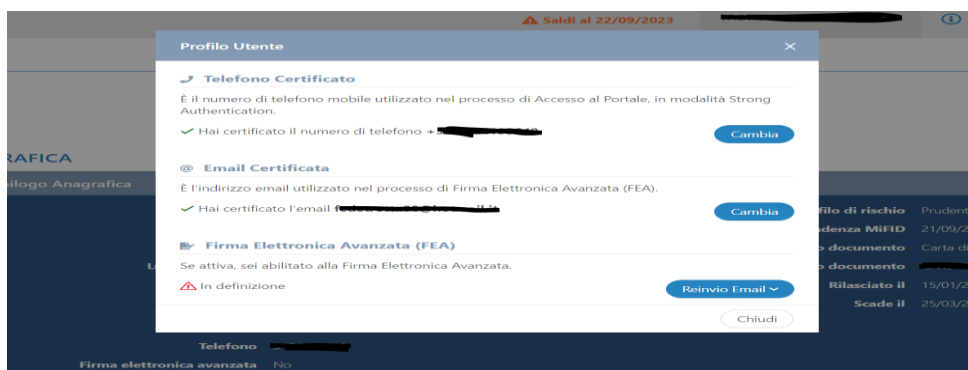 Saldi al 22/09/2023
Profilo Utente
Telefono Certificato
È il numero di telefono mobile utilizzato nel processo di Accesso al Portale, in modalità Strong
Authentication.
Hai certificato il numero di telefono
Cambia
RAFICA
@ Email Certificata
ilogo Anagrafica
È l'indirizzo email utilizzato nel processo di Firma Elettronica Avanzata (FEA).
Hai certificato l'email
Cambia
filo di rischio Prudent
denza MiFID 21/09/2
Firma Elettronica Avanzata (FEA)
documento Carta di
Se attiva, sei abilitato alla Firma Elettronica Avanzata.
documento
In definizione
Reinvio Email
Rilasciato il 15/01/2
Scade il 25/03/2
Chiudi
Telefono
Firma elettronica avanzata No